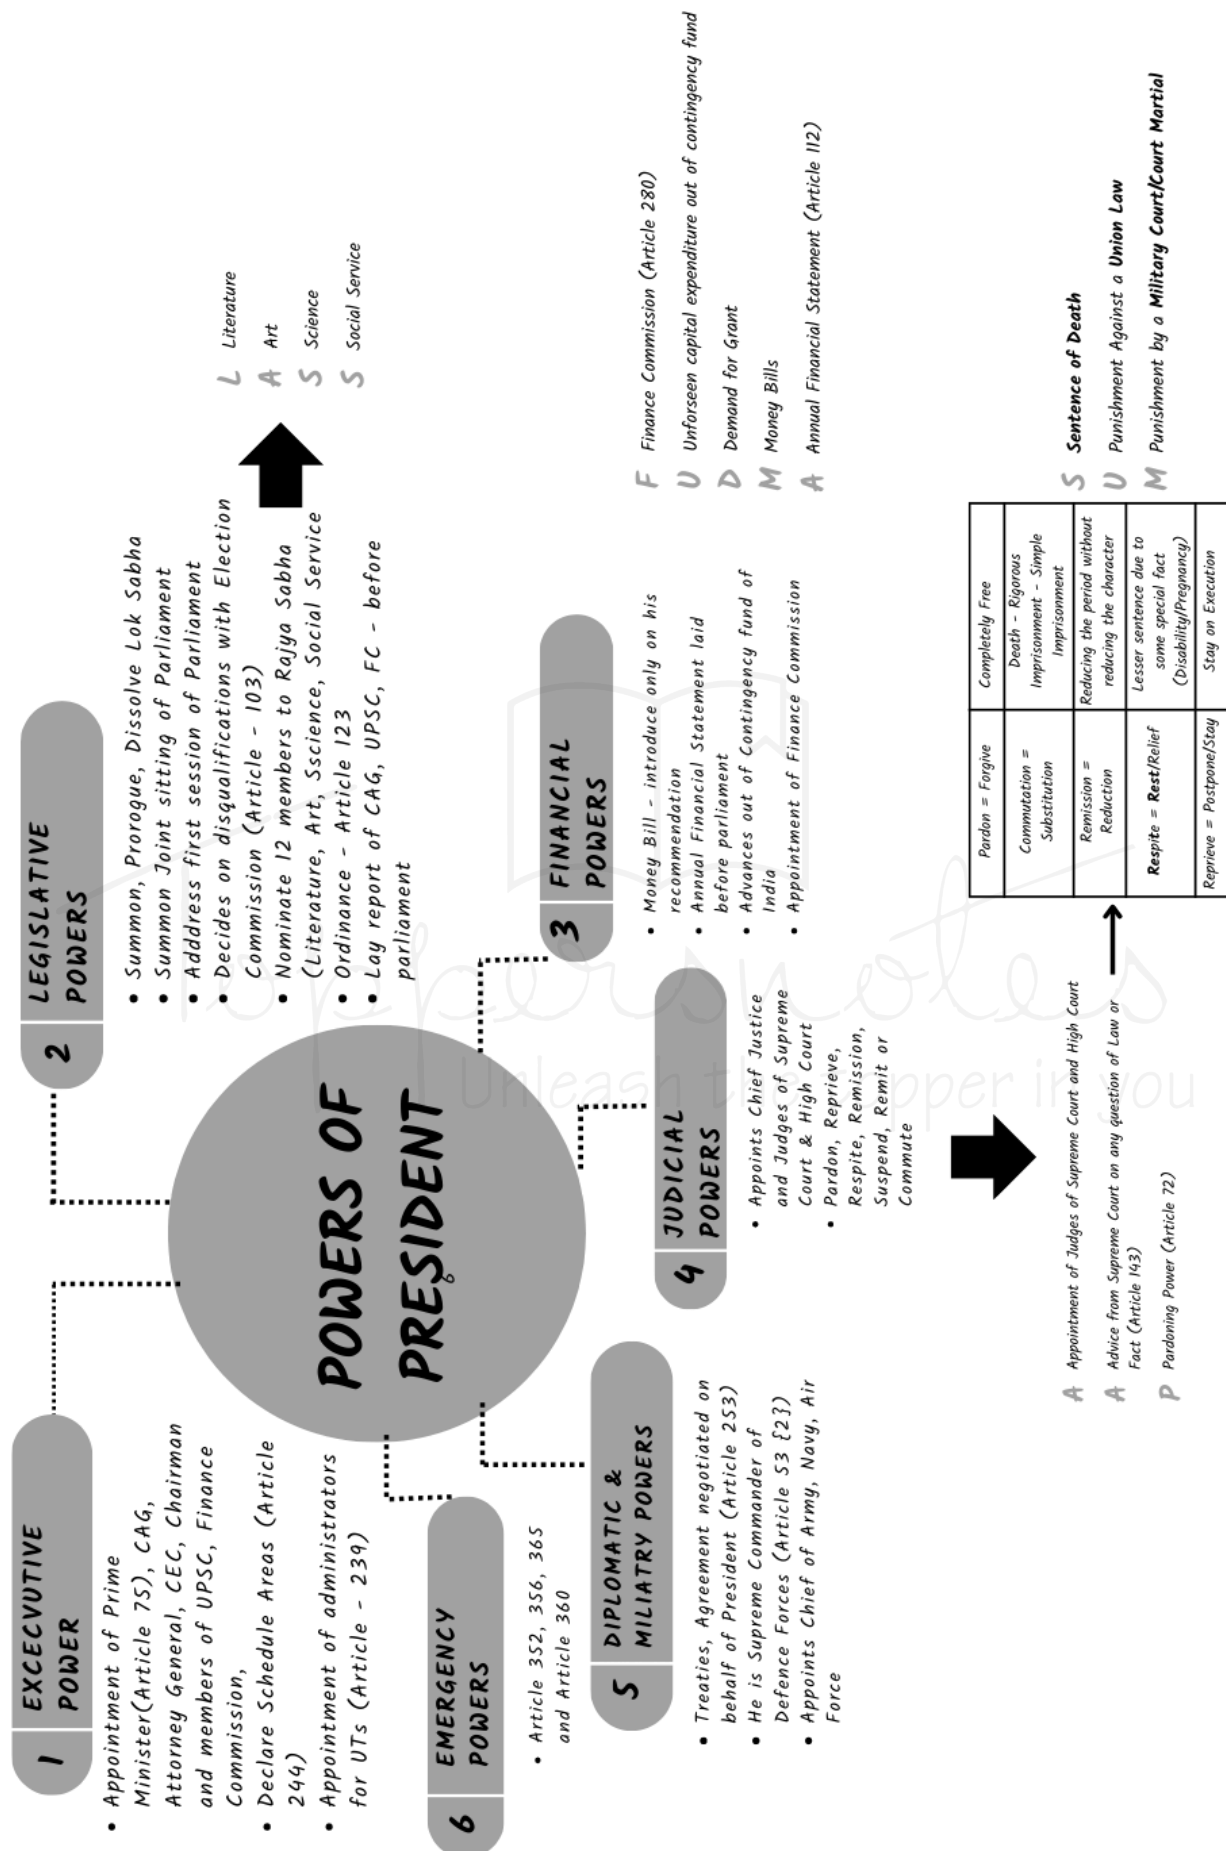 POWERS OF
PRESIDENT
6
1
EXCECVUTIVE
POWER
• Appointment of Prime
Minister(Article 75), CAG,
Attorney General, CEC, Chairman
and members of UPSC, Finance
Commission,
• Declare Schedule Areas (Article
244)
• Appointment of administrators
for UTs (Article - 239)
2
LEGISLATIVE
POWERS
• Summon, Prorogue, Dissolve Lok Sabha
• Summon Joint sitting of Parliament
• Adddress first session of Parliament
• Decides on disqualifications with Election
Commission (Article - 103)
• Nominate 12 members to Rajya Sabha
(Literature, Art, Sscience, Social Service
• Ordinance - Article 123
• Lay report of CAG, UPSC, FC - before
parliament
L Literature
A Art
S Science
S Social Service
3
FINANCIAL
POWERS
• Money Bill - introduce only on his
recommendation
• Annual Financial Statement laid
before parliament
• Advances out of Contingency fund of
India
• Appointment of Finance Commission
F Finance Commission (Article 280)
U Unforseen capital expenditure out of contingency fund
D Demand for Grant
M Money Bills
A Annual Financial Statement (Article 112)
4
JUDICIAL
POWERS
• Appoints Chief Justice
and Judges of Supreme
Court & High Court
• Pardon, Reprieve,
Respite, Remission,
Suspend, Remit or
Commute
A Appointment of Judges of Supreme Court and High Court
A Advice from Supreme Court on any question of Law or
Fact (Article 143)
P Pardoning Power (Article 72)
Pardon = Forgive
Completely Free
Commutation =
Substitution
Death - Rigorous
Imprisonment - Simple
Imprisonment
Remission =
Reduction
Reducing the period without
reducing the character
Respite = Rest/Relief
Lesser sentence due to
some special fact
(Disability/Pregnancy)
Reprieve = Postpone/Stay
Stay on Execution
S Sentence of Death
U Punishment Against a Union Law
M Punishment by a Military Court/Court Martial
5
DIPLOMATIC &
MILIATRY POWERS
• Treaties, Agreement negotiated on
behalf of President (Article 253)
• He is Supreme Commander of
Defence Forces (Article 53 {2})
• Appoints Chief of Army, Navy, Air
Force
6
EMERGENCY
POWERS
• Article 352, 356, 365
and Article 360
Toppersnotes
Unleash the topper in you